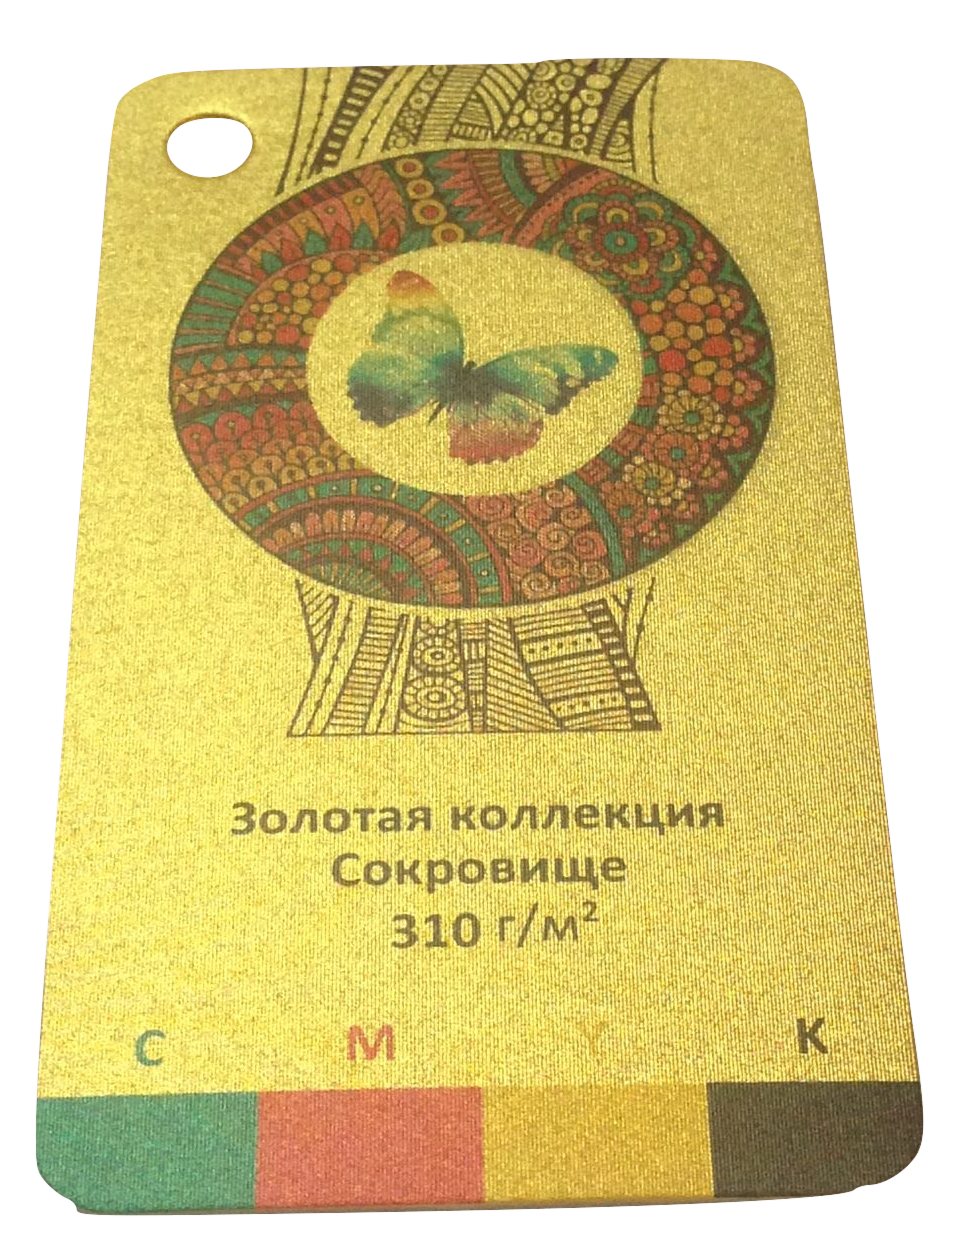 Золотая коллекция
Сокровище
310 г/м²
C M Y K